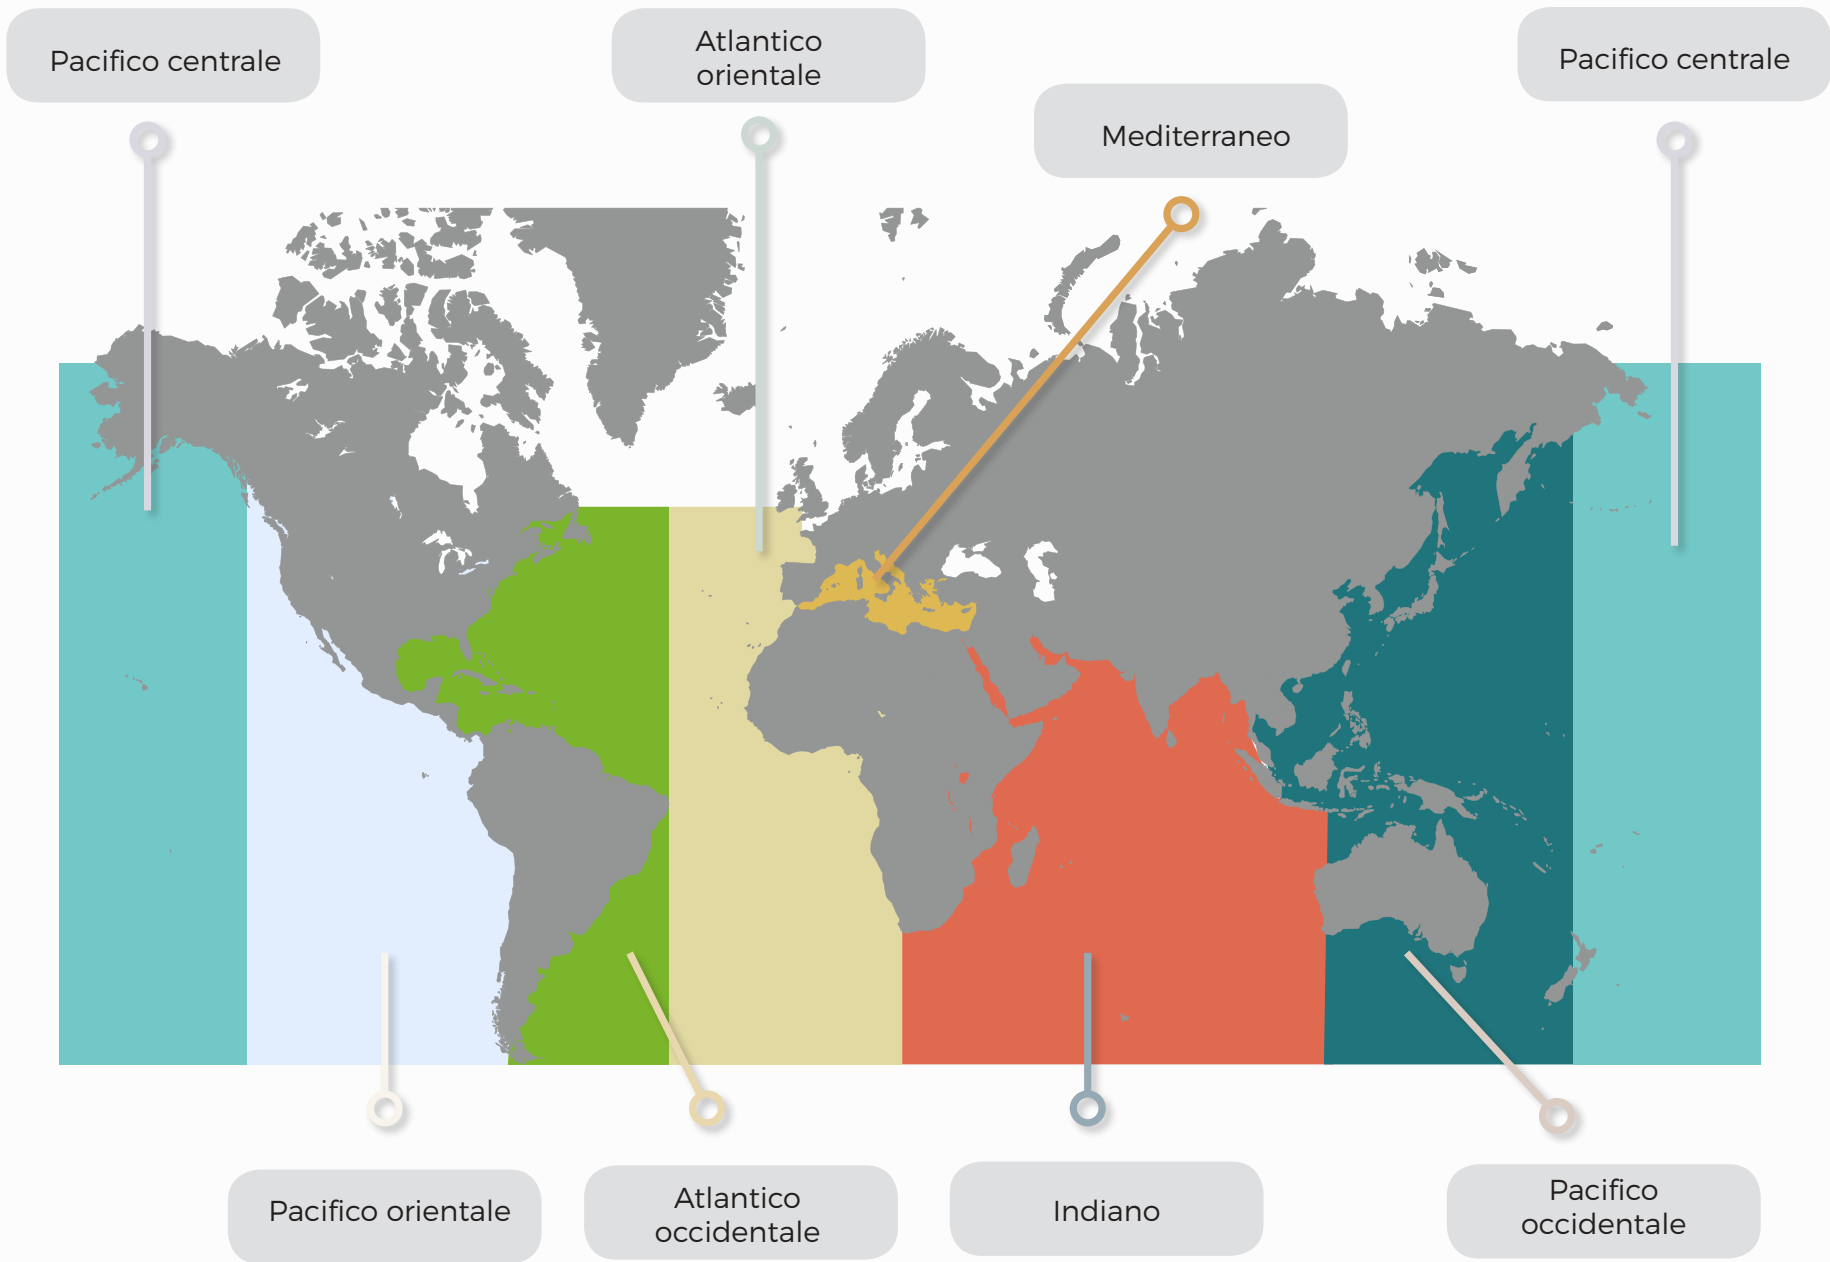 Pacifico centrale
Atlantico
orientale
Pacifico centrale
Mediterraneo
Pacifico orientale
Atlantico
occidentale
Indiano
Pacifico
occidentale